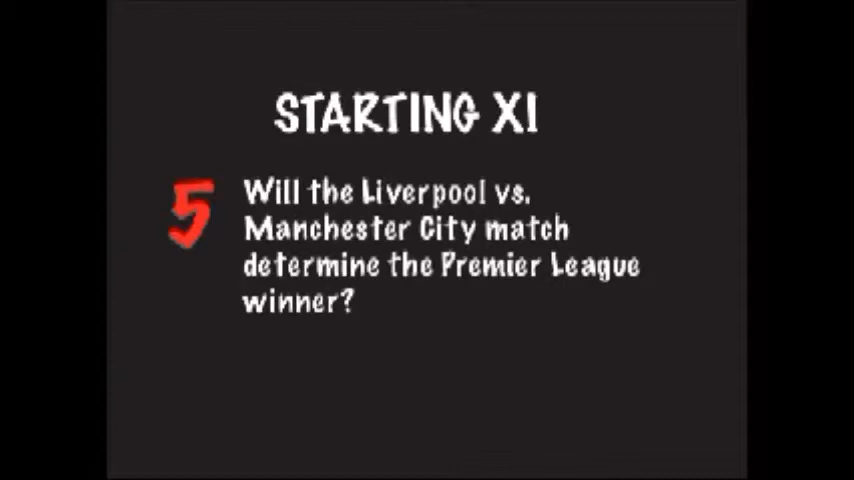 STARTING XI
5 Will the Liverpool vs.
Manchester City match
determine the Premier League
winner?